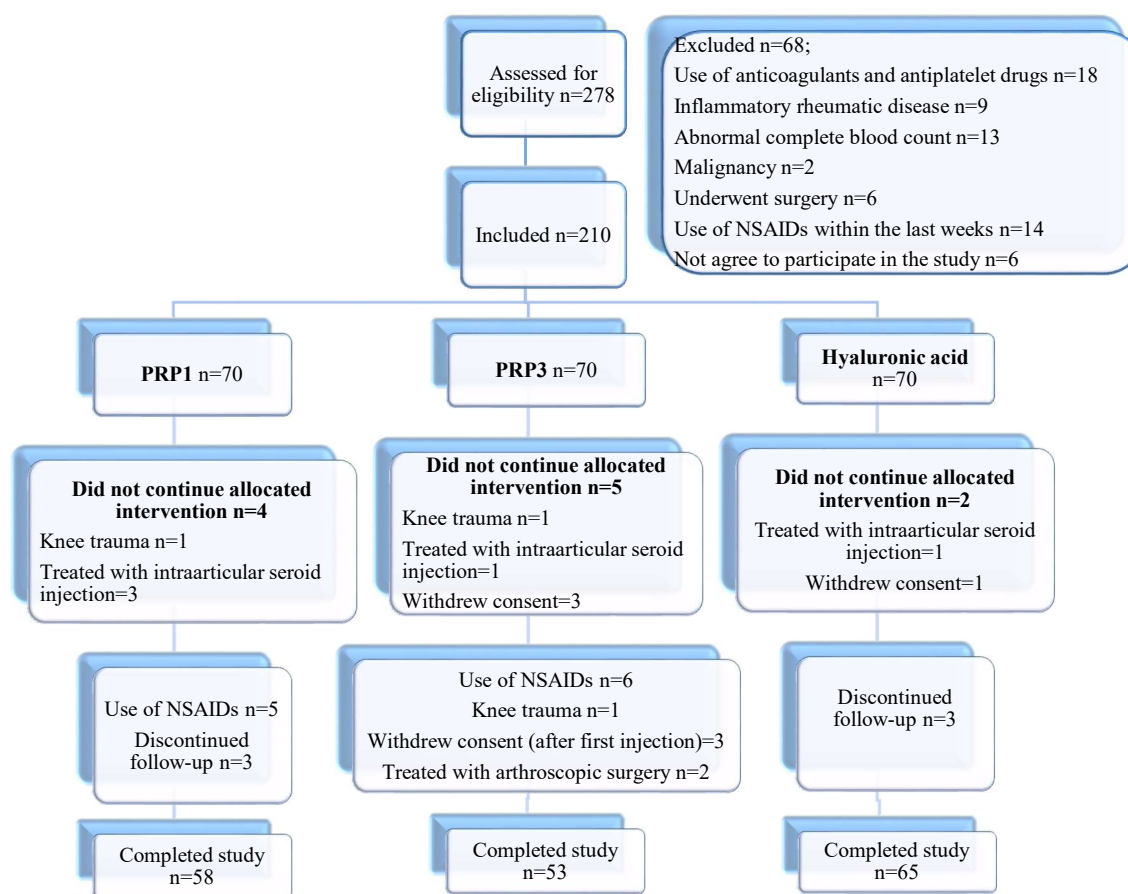 Assessed for
eligibility n=278
Excluded n=68;
Use of anticoagulants and antiplatelet drugs n=18
Inflammatory rheumatic disease n=9
Abnormal complete blood count n=13
Malignancy n=2
Underwent surgery n=6
Use of NSAIDs within the last weeks n=14
Not agree to participate in the study n=6
Included n=210
PRP1 n=70
PRP3 n=70
Hyaluronic acid
n=70
Did not continue allocated
intervention n=4
Knee trauma n=1
Treated with intraarticular seroid
injection=3
Did not continue allocated
intervention n=5
Knee trauma n=1
Treated with intraarticular seroid
injection=1
Withdrew consent=3
Did not continue allocated
intervention n=2
Treated with intraarticular seroid
injection=1
Withdrew consent=1
Use of NSAIDs n=5
Discontinued
follow-up n=3
Use of NSAIDs n=6
Knee trauma n=1
Withdrew consent (after first injection)=3
Treated with arthroscopic surgery n=2
Discontinued
follow-up n=3
Completed study
n=58
Completed study
n=53
Completed study
n=65